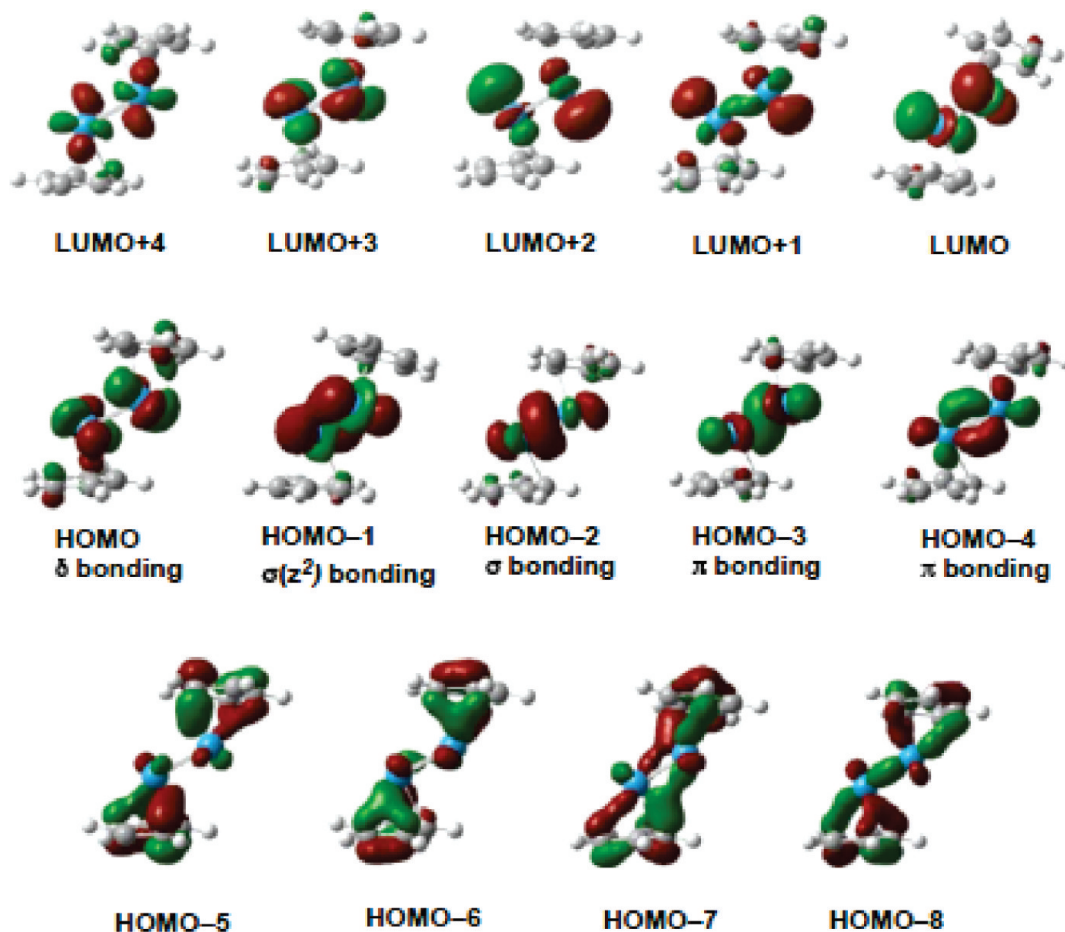 LUMO+4 LUMO+3 LUMO+2 LUMO+1 LUMO
HOMO HOMO–1 HOMO–2 HOMO–3 HOMO–4
δ bonding σ(z²) bonding σ bonding π bonding π bonding
HOMO–5 HOMO–6 HOMO–7 HOMO–8